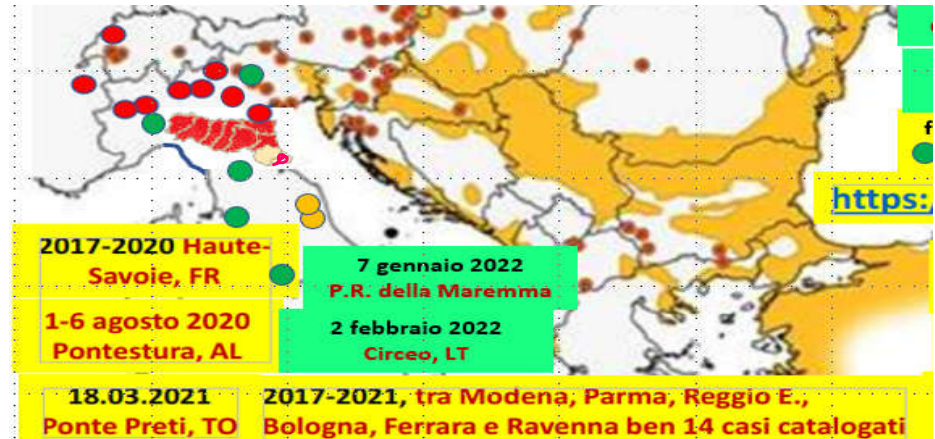 f
https:/
2017-2020 Haute-
Savoie, FR
7 gennaio 2022
P.R. della Maremma
1-6 agosto 2020
Pontestura, AL
2 febbraio 2022
Circeo, LT
18.03.2021
Ponte Preti, TO
2017-2021, tra Modena, Parma, Reggio E.,
Bologna, Ferrara e Ravenna ben 14 casi catalogati